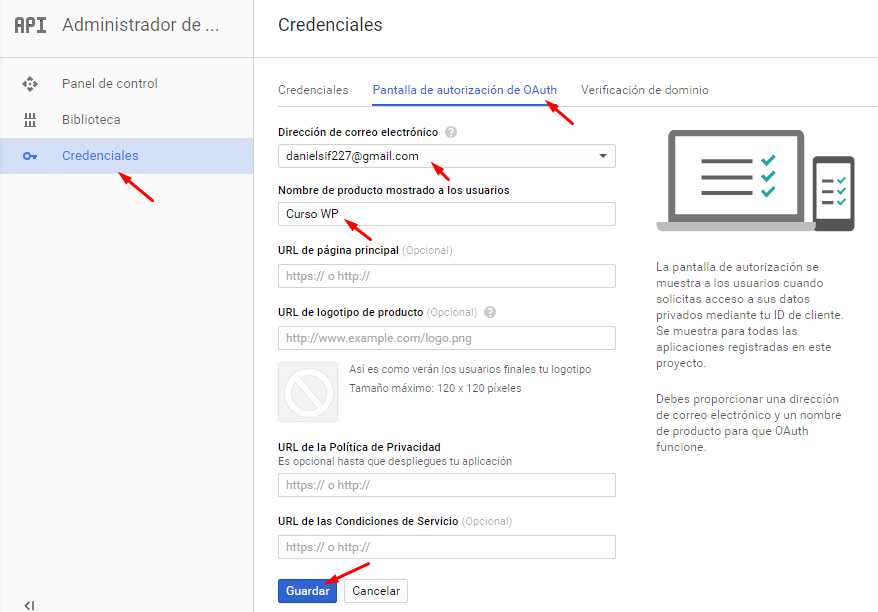 API Administrador de ...
Panel de control
Biblioteca
Credenciales
Credenciales
Credenciales Pantalla de autorización de OAuth Verificación de dominio
Dirección de correo electrónico ?
danielsif227@gmail.com
Nombre de producto mostrado a los usuarios
Curso WP
URL de página principal (Opcional)
https:// o http://
URL de logotipo de producto (Opcional) ?
http://www.example.com/logo.png
Así es como verán los usuarios finales tu logotipo
Tamaño máximo: 120 x 120 píxeles
URL de la Política de Privacidad
Es opcional hasta que despliegues tu aplicación
https:// o http://
URL de las Condiciones de Servicio (Opcional)
https:// o http://
Guardar Cancelar
La pantalla de autorización se
muestra a los usuarios cuando
solicitas acceso a sus datos
privados mediante tu ID de cliente.
Se muestra para todas las
aplicaciones registradas en este
proyecto.
Debes proporcionar una dirección
de correo electrónico y un nombre
de producto para que OAuth
funcione.